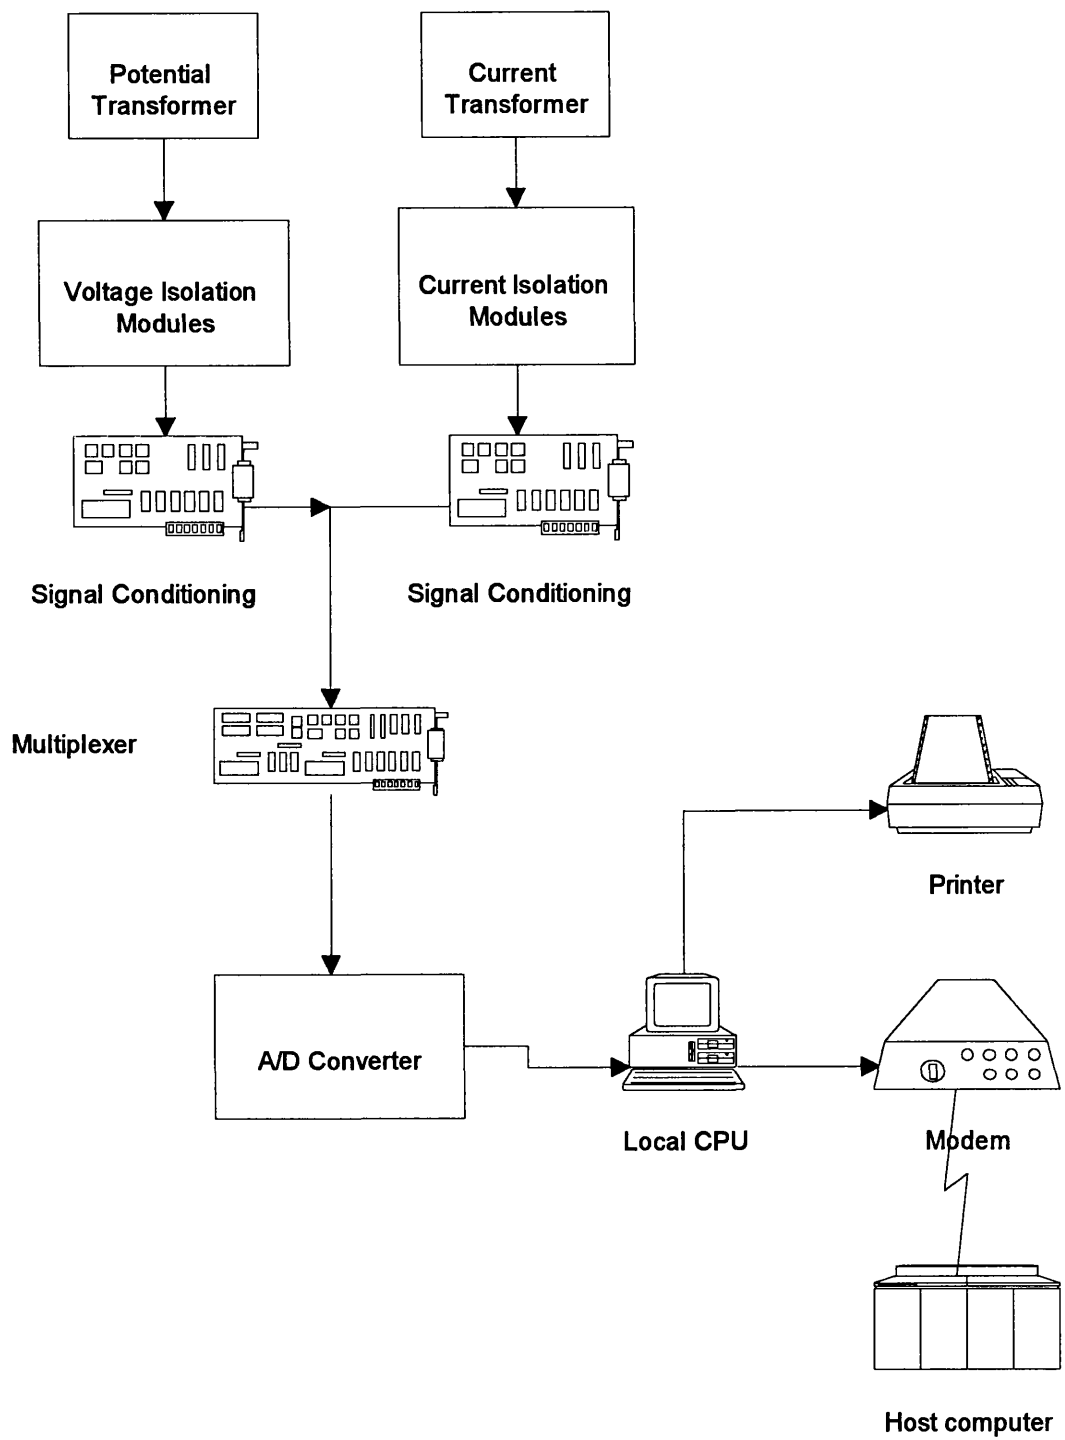 Potential
Transformer
Current
Transformer
Voltage Isolation
Modules
Current Isolation
Modules
Signal Conditioning
Signal Conditioning
Multiplexer
Printer
A/D Converter
Local CPU
Modem
Host computer